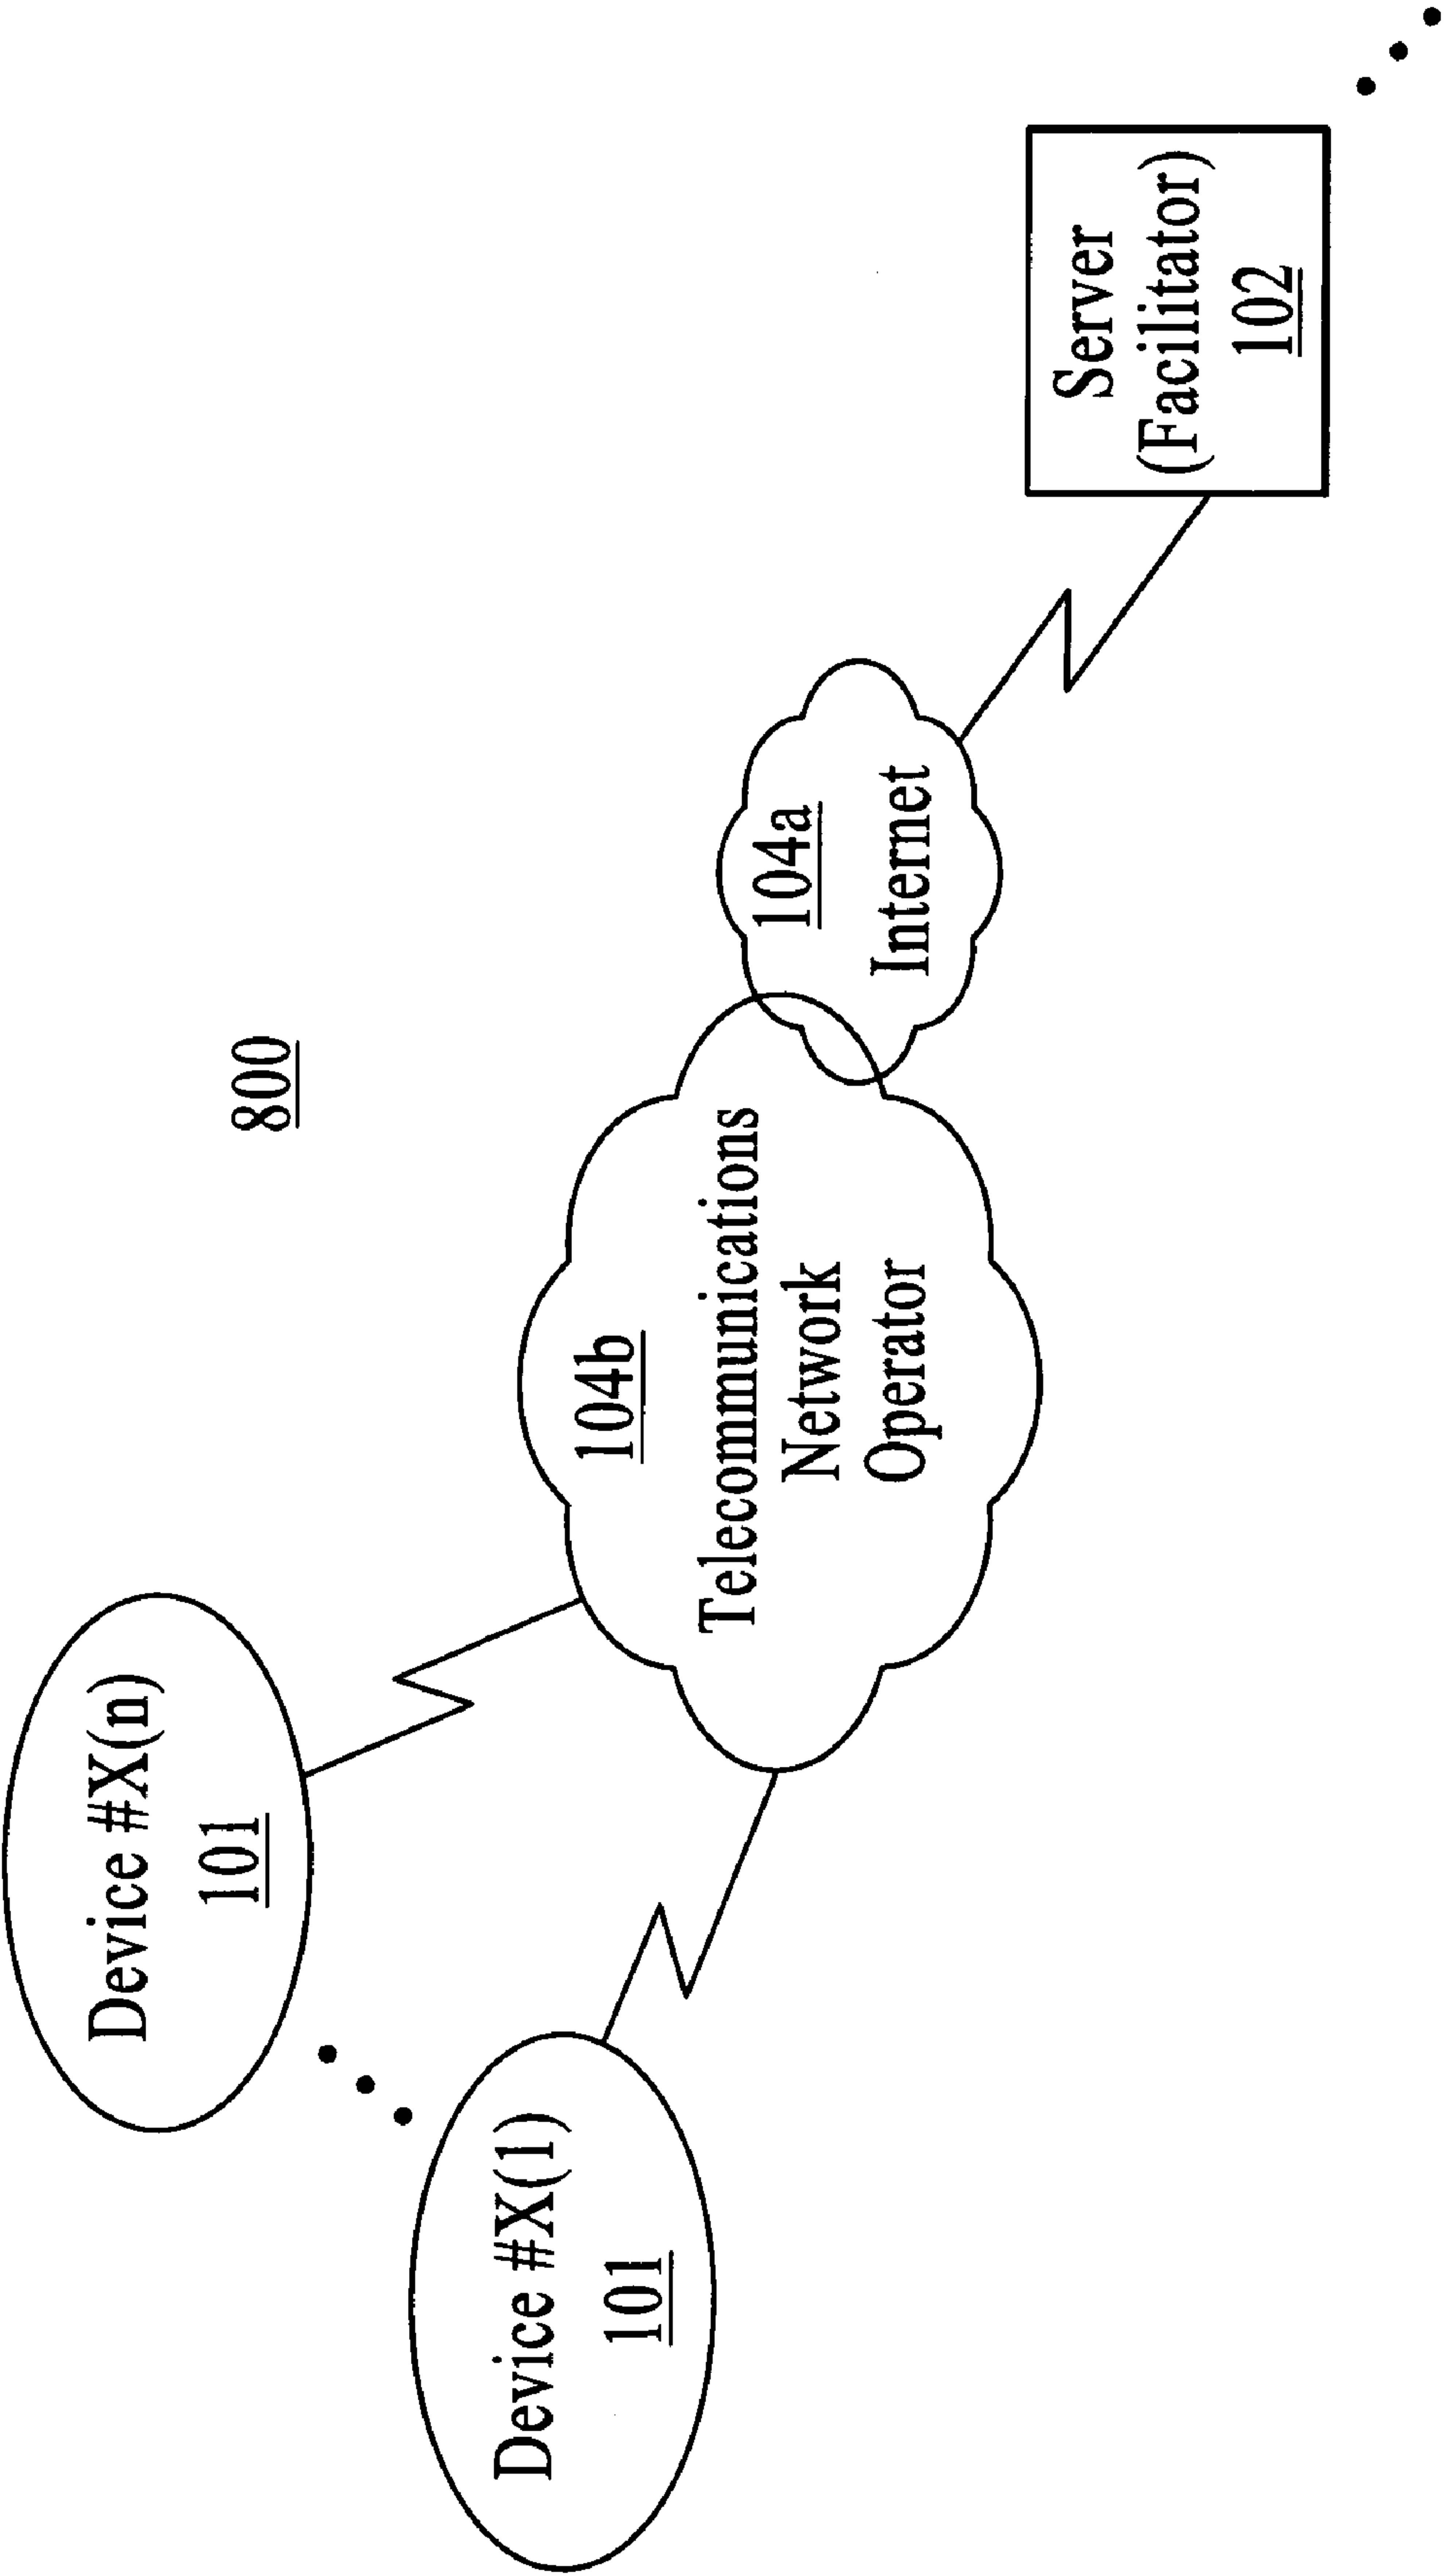 800
Device #X(n)
101
Device #X(1)
101
104b
Telecommunications
Network
Operator
104a
Internet
Server
(Facilitator)
102